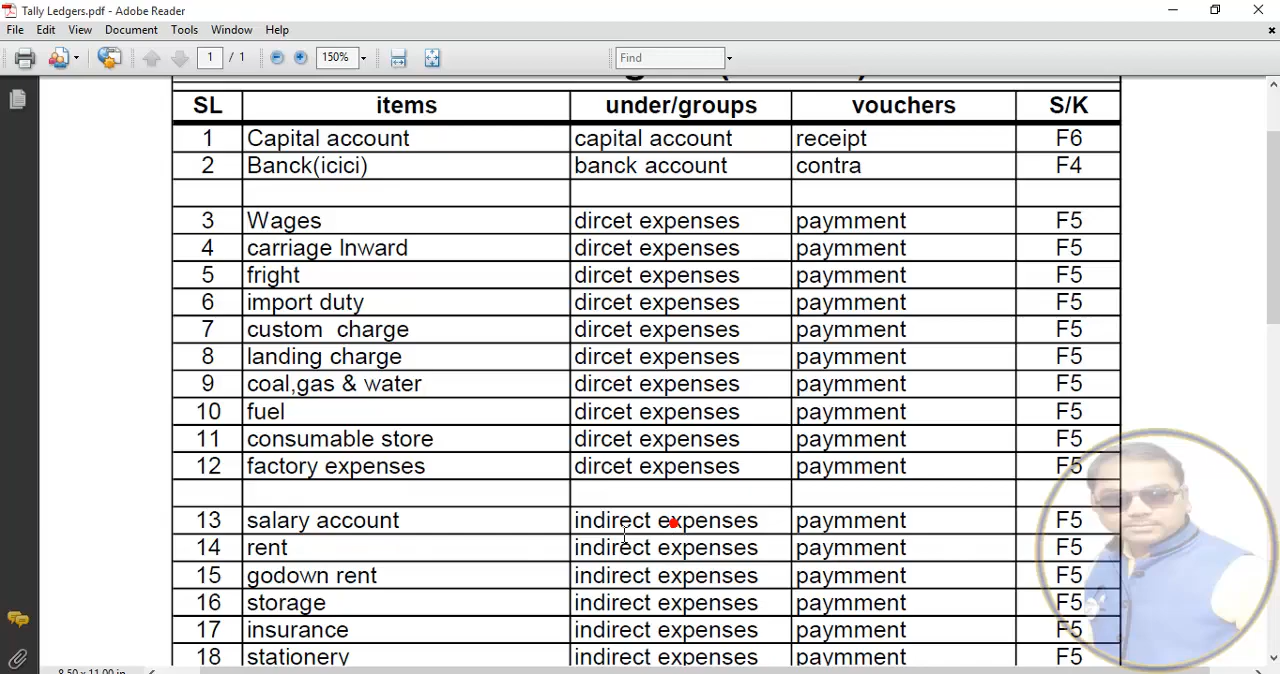 Tally Ledgers.pdf - Adobe Reader
File Edit View Document Tools Window Help
1 / 1 150% Find
SL items under/groups vouchers S/K
1 Capital account capital account receipt F6
2 Banck(icici) banck account contra F4
3 Wages dircet expenses paymment F5
4 carriage Inward dircet expenses paymment F5
5 fright dircet expenses paymment F5
6 import duty dircet expenses paymment F5
7 custom charge dircet expenses paymment F5
8 landing charge dircet expenses paymment F5
9 coal,gas & water dircet expenses paymment F5
10 fuel dircet expenses paymment F5
11 consumable store dircet expenses paymment F5
12 factory expenses dircet expenses paymment F5
13 salary account indirect expenses paymment F5
14 rent indirect expenses paymment F5
15 godown rent indirect expenses paymment F5
16 storage indirect expenses paymment F5
17 insurance indirect expenses paymment F5
18 stationery indirect expenses paymment F5
8.50 x 11.00 in